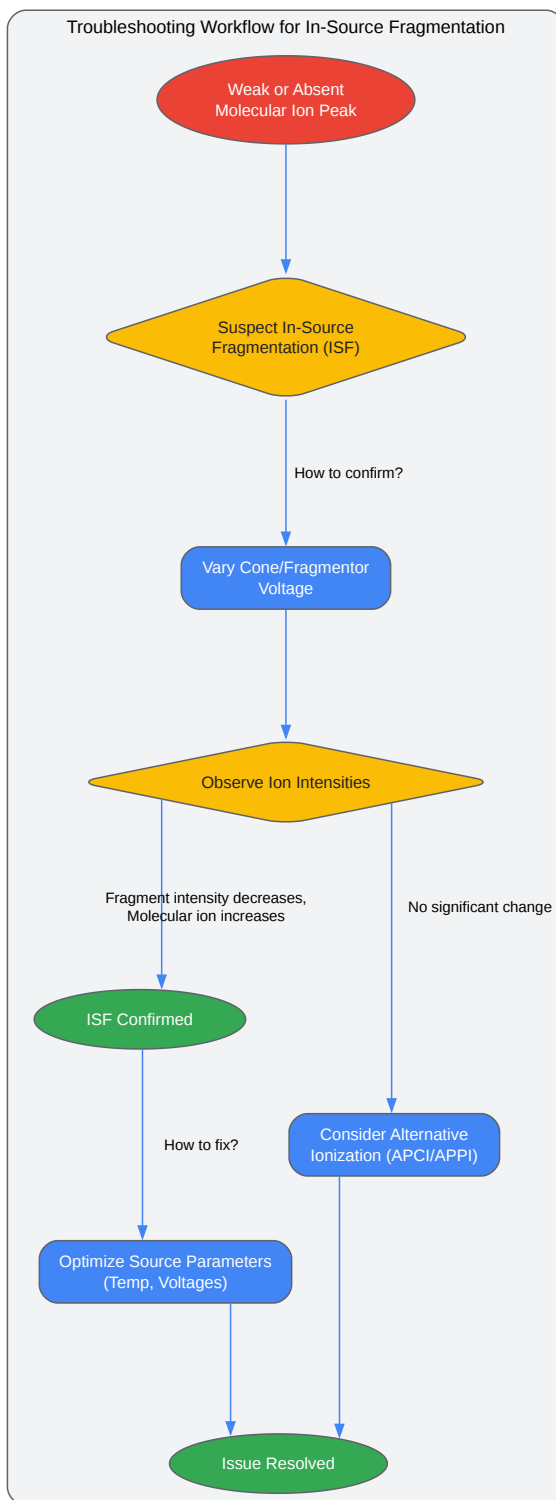 Troubleshooting Workflow for In-Source Fragmentation
Weak or Absent
Molecular Ion Peak
Suspect In-Source
Fragmentation (ISF)
How to confirm?
Vary Cone/Fragmentor
Voltage
Observe Ion Intensities
Fragment intensity decreases,
Molecular ion increases
No significant change
ISF Confirmed
How to fix?
Consider Alternative
Ionization (APCI/APPI)
Optimize Source Parameters
(Temp, Voltages)
Issue Resolved